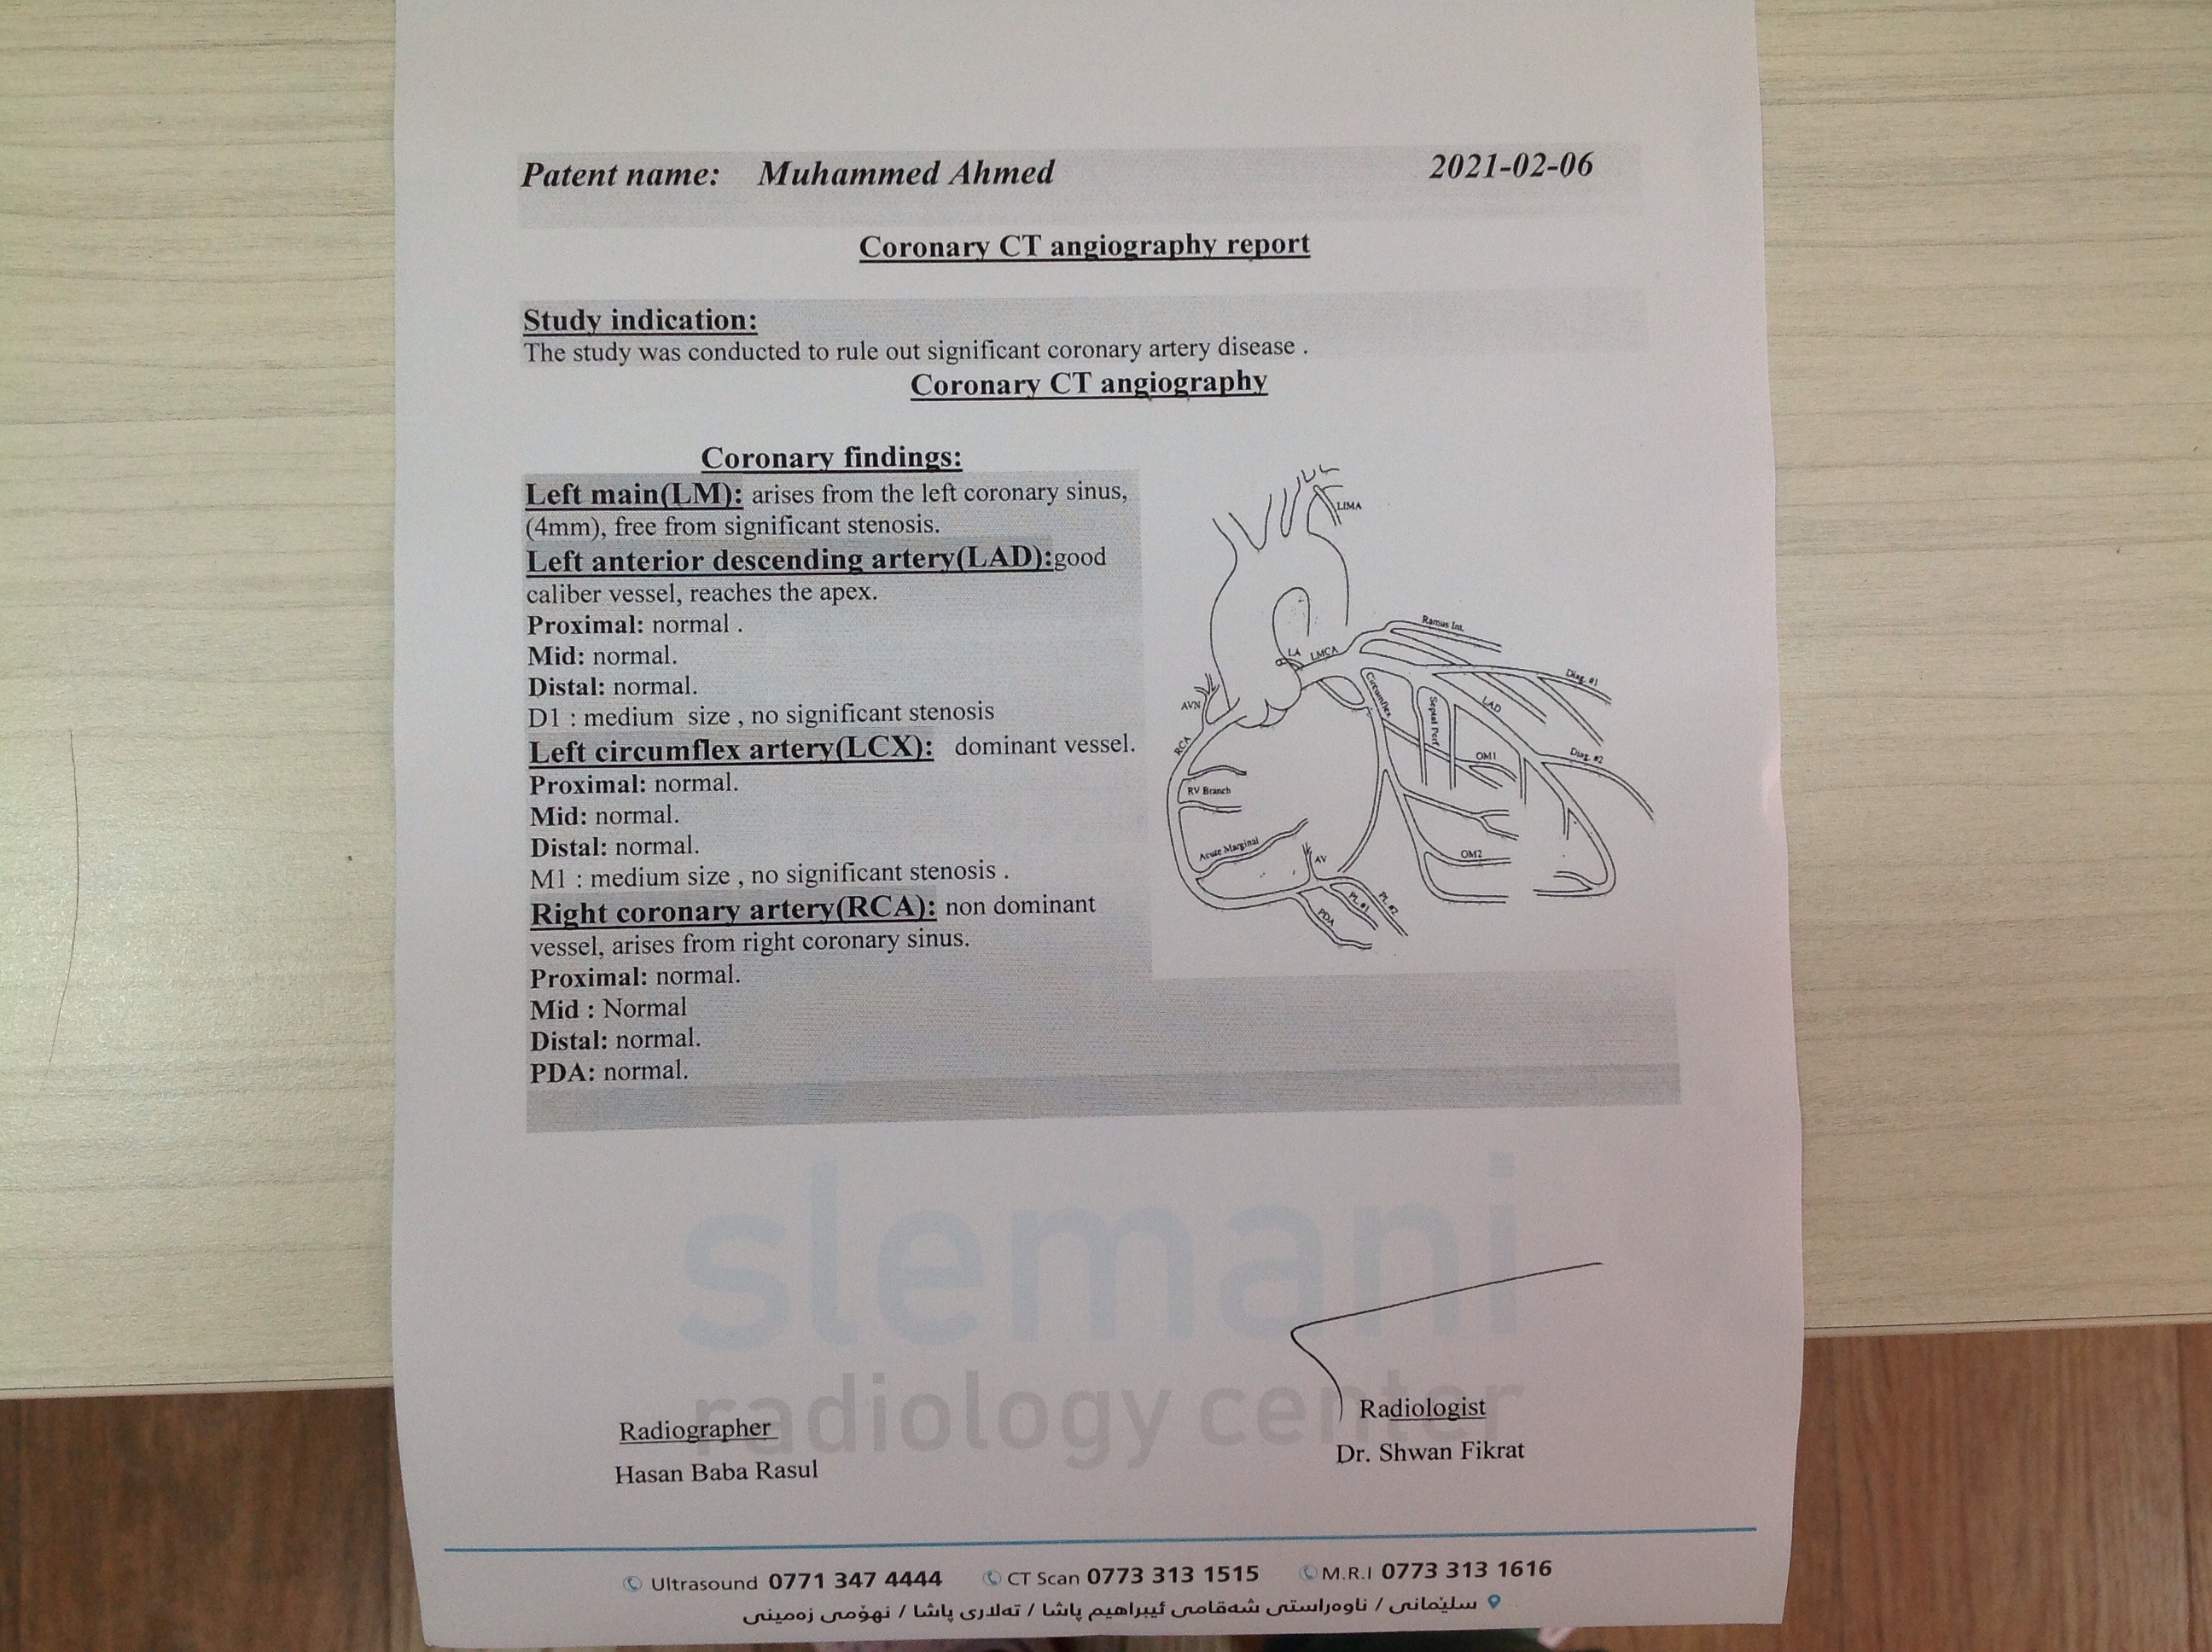 Patent name: Muhammed Ahmed 2021-02-06
Coronary CT angiography report
Study indication:
The study was conducted to rule out significant coronary artery disease .
Coronary CT angiography
Coronary findings:
Left main(LM): arises from the left coronary sinus,
(4mm), free from significant stenosis.
Left anterior descending artery(LAD):good
caliber vessel, reaches the apex.
Proximal: normal .
Mid: normal.
Distal: normal.
D1 : medium size , no significant stenosis
Left circumflex artery(LCX): dominant vessel.
Proximal: normal.
Mid: normal.
Distal: normal.
M1 : medium size , no significant stenosis .
Right coronary artery(RCA): non dominant
vessel, arises from right coronary sinus.
Proximal: normal.
Mid : Normal
Distal: normal.
PDA: normal.
LIMA
Ramus Int.
LA
LMCA
Diag. #1
Circumflex
LAD
Septal Perf.
AVN
RCA
OM1
Diag. #2
RV Branch
Acute Marginal
AV
OM2
PL #1
PL #2
PDA
slemani
radiology center
Radiographer
Hasan Baba Rasul
Radiologist
Dr. Shwan Fikrat
Ultrasound 0771 347 4444 CT Scan 0773 313 1515 M.R.I 0773 313 1616
سلێمانی / ناوەراستی شەقامی ئیبراهیم پاشا / تەلاری پاشا / نهۆمی زەمینی